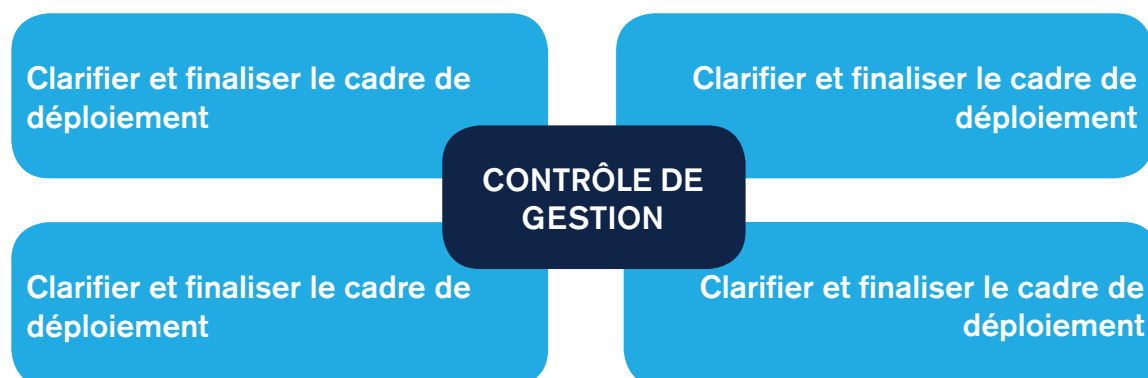 Clarifier et finaliser le cadre de
déploiement
Clarifier et finaliser le cadre de
déploiement
CONTRÔLE DE
GESTION
Clarifier et finaliser le cadre de
déploiement
Clarifier et finaliser le cadre de
déploiement